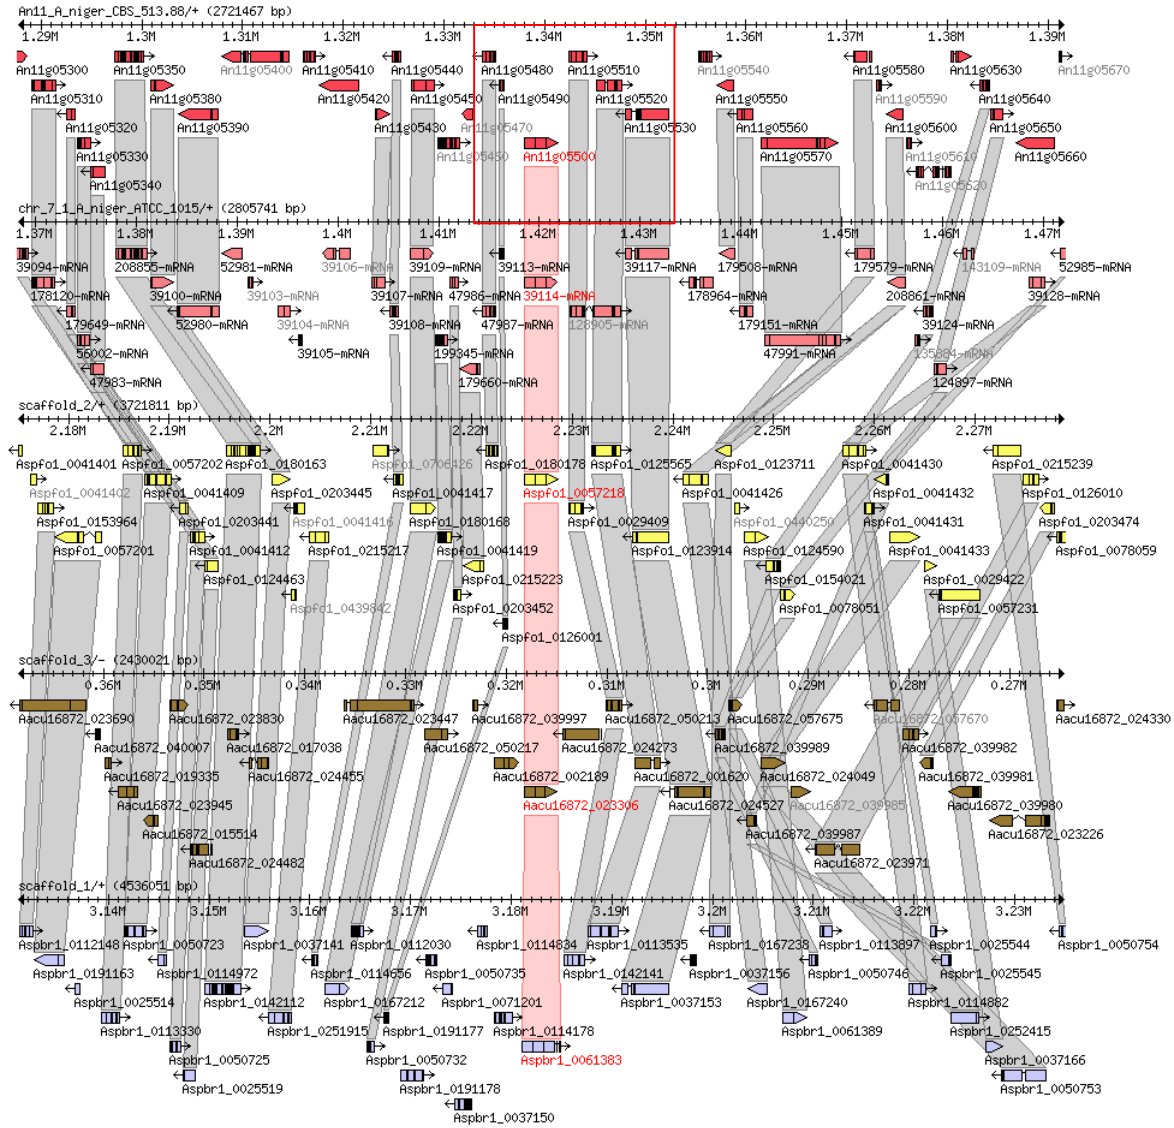 An11_A_niger_CBS_513.88/+ (2721467 bp)
1.29M 1.30M 1.31M 1.32M 1.33M 1.34M 1.35M 1.36M 1.37M 1.38M 1.39M
An11g05300 An11g05350 An11g05400 An11g05410 An11g05440 An11g05480 An11g05510 An11g05540 An11g05580 An11g05630 An11g05670
An11g05310 An11g05380 An11g05420 An11g05450 An11g05490 An11g05520 An11g05550 An11g05590 An11g05640
An11g05320 An11g05390 An11g05430 An11g05470 An11g05530 An11g05560 An11g05600 An11g05650
An11g05330 An11g05460 An11g05500 An11g05570 An11g05610 An11g05660
An11g05340 An11g05620
chr_7_1_A_niger_ATCC_1015/+ (2805741 bp)
1.37M 1.38M 1.39M 1.40M 1.41M 1.42M 1.43M 1.44M 1.45M 1.46M 1.47M
39094-mRNA 208855-mRNA 52981-mRNA 39106-mRNA 39109-mRNA 39113-mRNA 39117-mRNA 179508-mRNA 179579-mRNA 143109-mRNA 52985-mRNA
178120-mRNA 39100-mRNA 39103-mRNA 39107-mRNA 47986-mRNA 39114-mRNA 178964-mRNA 208861-mRNA 39128-mRNA
179649-mRNA 52980-mRNA 39104-mRNA 39108-mRNA 47987-mRNA 128905-mRNA 179151-mRNA 39124-mRNA
56002-mRNA 39105-mRNA 199345-mRNA 47991-mRNA 135884-mRNA
47983-mRNA 179660-mRNA 124897-mRNA
scaffold_2/+ (3721811 bp)
2.18M 2.19M 2.20M 2.21M 2.22M 2.23M 2.24M 2.25M 2.26M 2.27M
Aspfo1_0041401 Aspfo1_0057202 Aspfo1_0180163 Aspfo1_0706426 Aspfo1_0180178 Aspfo1_0125565 Aspfo1_0123711 Aspfo1_0041430 Aspfo1_0215239
Aspfo1_0041402 Aspfo1_0041409 Aspfo1_0203445 Aspfo1_0041417 Aspfo1_0057218 Aspfo1_0041426 Aspfo1_0041432 Aspfo1_0126010
Aspfo1_0153964 Aspfo1_0203441 Aspfo1_0041416 Aspfo1_0180168 Aspfo1_0029409 Aspfo1_0440250 Aspfo1_0041431 Aspfo1_0203474
Aspfo1_0057201 Aspfo1_0041412 Aspfo1_0215217 Aspfo1_0041419 Aspfo1_0123914 Aspfo1_0124590 Aspfo1_0041433 Aspfo1_0078059
Aspfo1_0124463 Aspfo1_0215223 Aspfo1_0154021 Aspfo1_0029422
Aspfo1_0439842 Aspfo1_0203452 Aspfo1_0078051 Aspfo1_0057231
Aspfo1_0126001
scaffold_3/- (2430021 bp)
0.36M 0.35M 0.34M 0.33M 0.32M 0.31M 0.3M 0.29M 0.28M 0.27M
Aacu16872_023690 Aacu16872_023830 Aacu16872_023447 Aacu16872_039997 Aacu16872_050213 Aacu16872_057675 Aacu16872_057670 Aacu16872_024330
Aacu16872_040007 Aacu16872_017038 Aacu16872_050217 Aacu16872_024273 Aacu16872_039989 Aacu16872_039982
Aacu16872_019335 Aacu16872_024455 Aacu16872_002189 Aacu16872_001620 Aacu16872_024049 Aacu16872_039981
Aacu16872_023945 Aacu16872_023306 Aacu16872_024527 Aacu16872_039985 Aacu16872_039980
Aacu16872_015514 Aacu16872_039987 Aacu16872_023226
Aacu16872_024482 Aacu16872_023971
scaffold_1/+ (4536051 bp)
3.14M 3.15M 3.16M 3.17M 3.18M 3.19M 3.2M 3.21M 3.22M 3.23M
Aspbr1_0112148 Aspbr1_0050723 Aspbr1_0037141 Aspbr1_0112030 Aspbr1_0114834 Aspbr1_0113535 Aspbr1_0167238 Aspbr1_0113897 Aspbr1_0025544 Aspbr1_0050754
Aspbr1_0191163 Aspbr1_0114972 Aspbr1_0114656 Aspbr1_0050735 Aspbr1_0142141 Aspbr1_0037156 Aspbr1_0050746 Aspbr1_0025545
Aspbr1_0025514 Aspbr1_0142112 Aspbr1_0167212 Aspbr1_0071201 Aspbr1_0037153 Aspbr1_0167240 Aspbr1_0114882
Aspbr1_0113330 Aspbr1_0251915 Aspbr1_0191177 Aspbr1_0114178 Aspbr1_0061389 Aspbr1_0252415
Aspbr1_0050725 Aspbr1_0050732 Aspbr1_0061383 Aspbr1_0037166
Aspbr1_0025519 Aspbr1_0191178 Aspbr1_0050753
Aspbr1_0037150